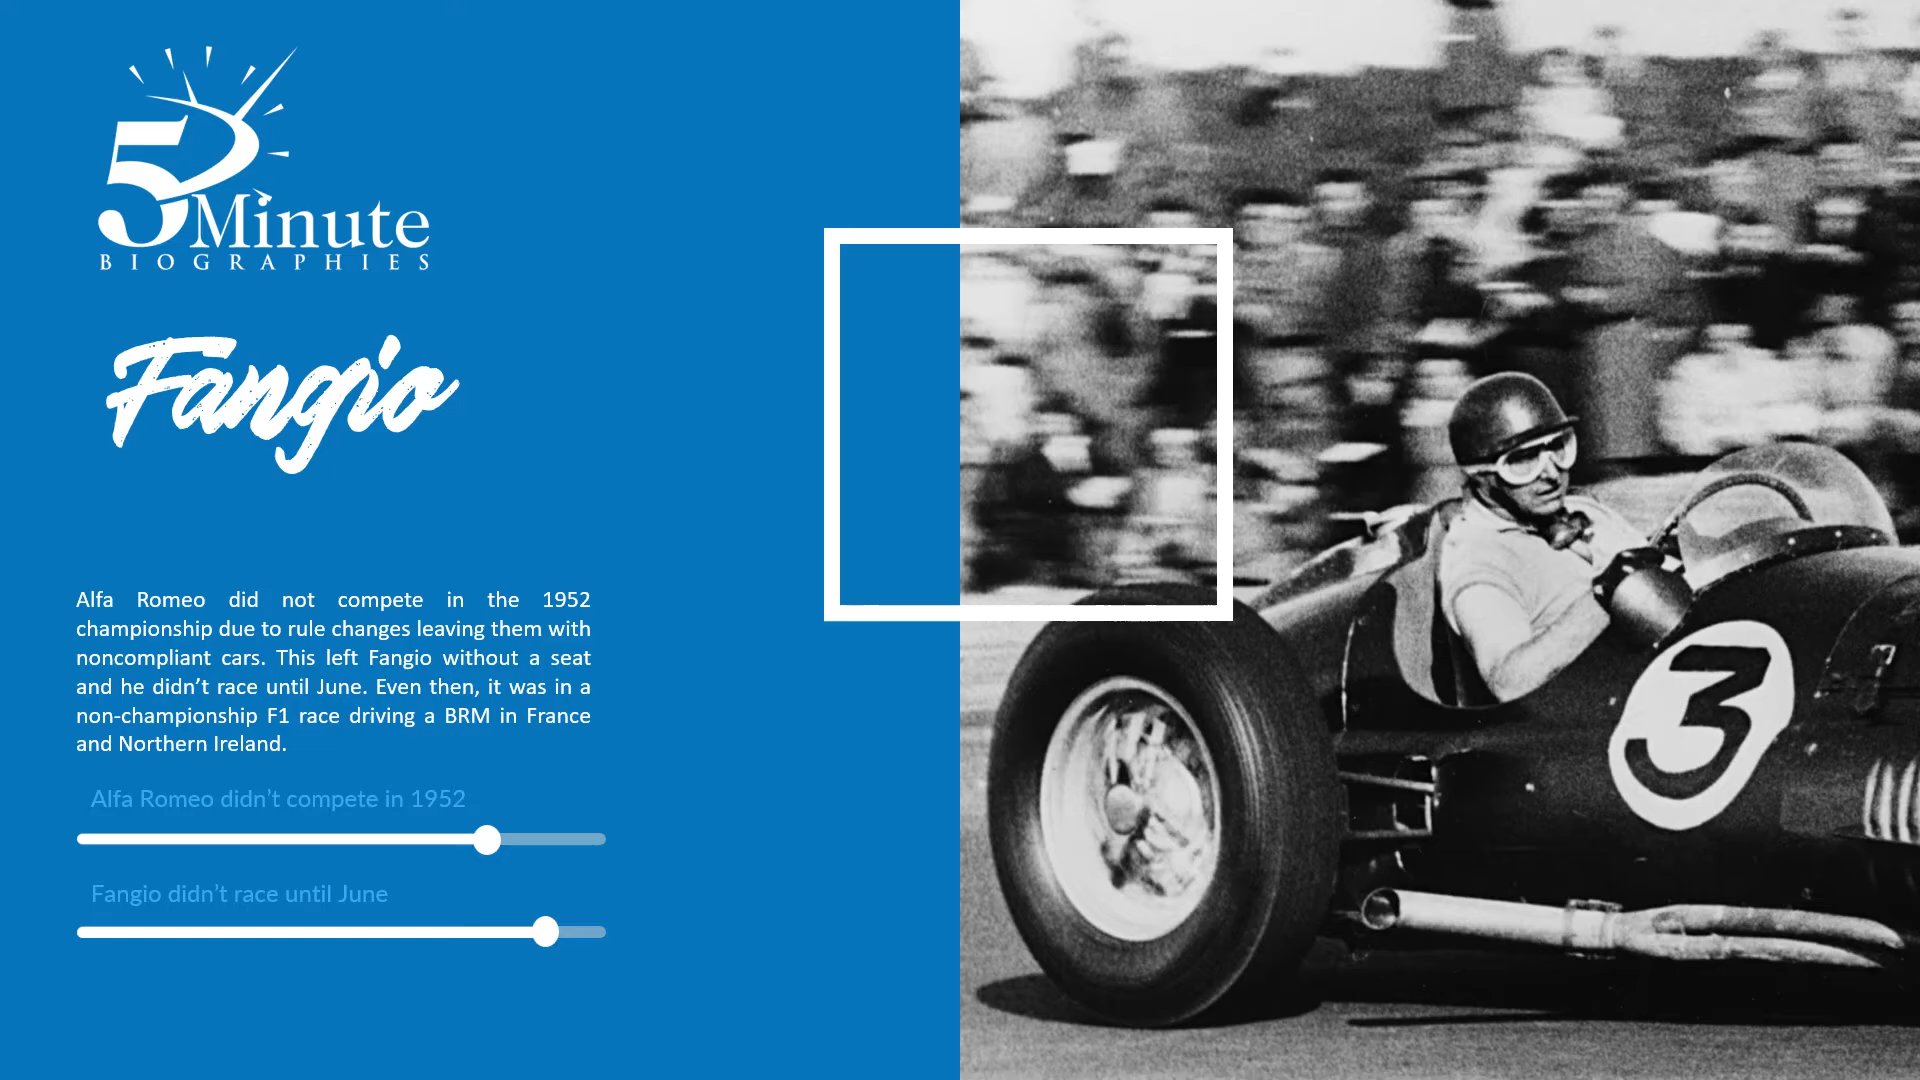 5 Minute
BIOGRAPHIES
Fangio
Alfa Romeo did not compete in the 1952
championship due to rule changes leaving them with
noncompliant cars. This left Fangio without a seat
and he didn’t race until June. Even then, it was in a
non-championship F1 race driving a BRM in France
and Northern Ireland.
Alfa Romeo didn’t compete in 1952
Fangio didn’t race until June
3